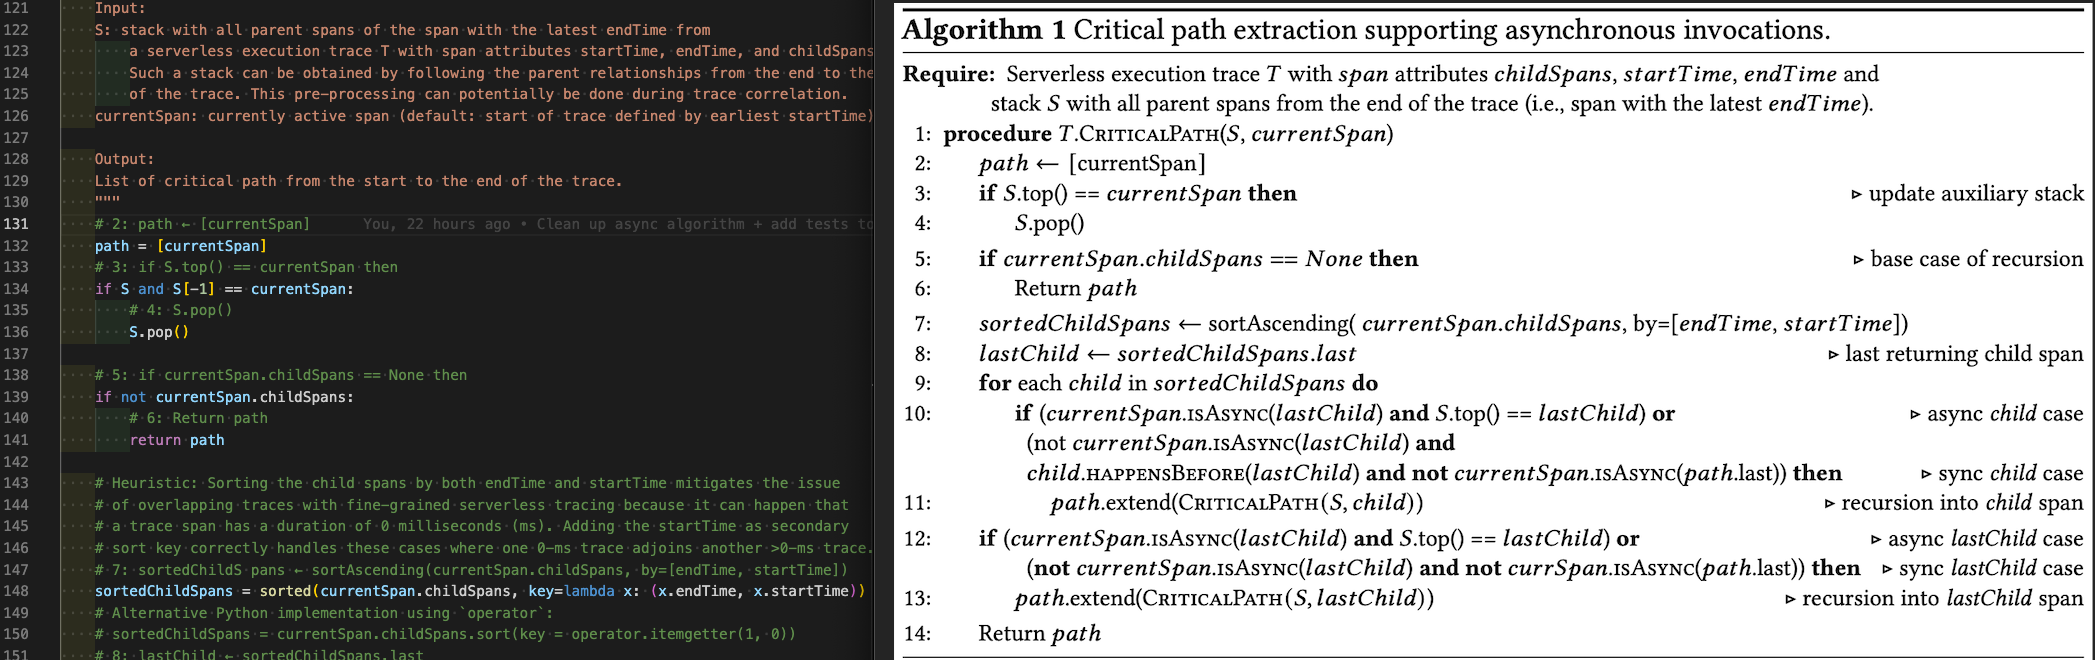 121 Input:
122 S: stack with all parent spans of the span with the latest endTime from
123 a serverless execution trace T with span attributes startTime, endTime, and childSpans
124 Such a stack can be obtained by following the parent relationships from the end to the
125 of the trace. This pre-processing can potentially be done during trace correlation.
126 currentSpan: currently active span (default: start of trace defined by earliest startTime)
127
128 Output:
129 List of critical path from the start to the end of the trace.
130 """
131 # 2: path ← [currentSpan] You, 22 hours ago • Clean up async algorithm + add tests to
132 path = [currentSpan]
133 # 3: if S.top() == currentSpan then
134 if S and S[-1] == currentSpan:
135 # 4: S.pop()
136 S.pop()
137
138 # 5: if currentSpan.childSpans == None then
139 if not currentSpan.childSpans:
140 # 6: Return path
141 return path
142
143 # Heuristic: Sorting the child spans by both endTime and startTime mitigates the issue
144 # of overlapping traces with fine-grained serverless tracing because it can happen that
145 # a trace span has a duration of 0 milliseconds (ms). Adding the startTime as secondary
146 # sort key correctly handles these cases where one 0-ms trace adjoins another >0-ms trace.
147 # 7: sortedChildS pans ← sortAscending(currentSpan.childSpans, by=[endTime, startTime])
148 sortedChildSpans = sorted(currentSpan.childSpans, key=lambda x: (x.endTime, x.startTime))
149 # Alternative Python implementation using `operator`:
150 # sortedChildSpans = currentSpan.childSpans.sort(key = operator.itemgetter(1, 0))
151 # 8: lastChild ← sortedChildSpans.last
Algorithm 1 Critical path extraction supporting asynchronous invocations.
Require: Serverless execution trace T with span attributes childSpans, startTime, endTime and
stack S with all parent spans from the end of the trace (i.e., span with the latest endTime).
1: procedure T.CRITICALPATH(S, currentSpan)
2: path ← [currentSpan]
3: if S.top() == currentSpan then ▹ update auxiliary stack
4: S.pop()
5: if currentSpan.childSpans == None then ▹ base case of recursion
6: Return path
7: sortedChildSpans ← sortAscending( currentSpan.childSpans, by=[endTime, startTime])
8: lastChild ← sortedChildSpans.last ▹ last returning child span
9: for each child in sortedChildSpans do
10: if (currentSpan.ISASYNC(lastChild) and S.top() == lastChild) or ▹ async child case
(not currentSpan.ISASYNC(lastChild) and
child.HAPPENSBEFORE(lastChild) and not currentSpan.ISASYNC(path.last)) then ▹ sync child case
11: path.extend(CRITICALPATH(S, child)) ▹ recursion into child span
12: if (currentSpan.ISASYNC(lastChild) and S.top() == lastChild) or ▹ async lastChild case
(not currentSpan.ISASYNC(lastChild) and not currSpan.ISASYNC(path.last)) then ▹ sync lastChild case
13: path.extend(CRITICALPATH(S, lastChild)) ▹ recursion into lastChild span
14: Return path